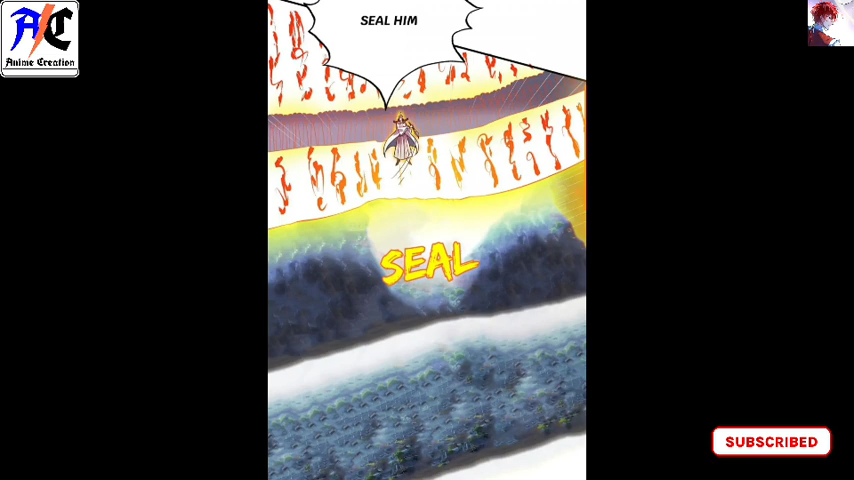 A/C
Anime Creation
SEAL HIM
SEAL
SUBSCRIBED